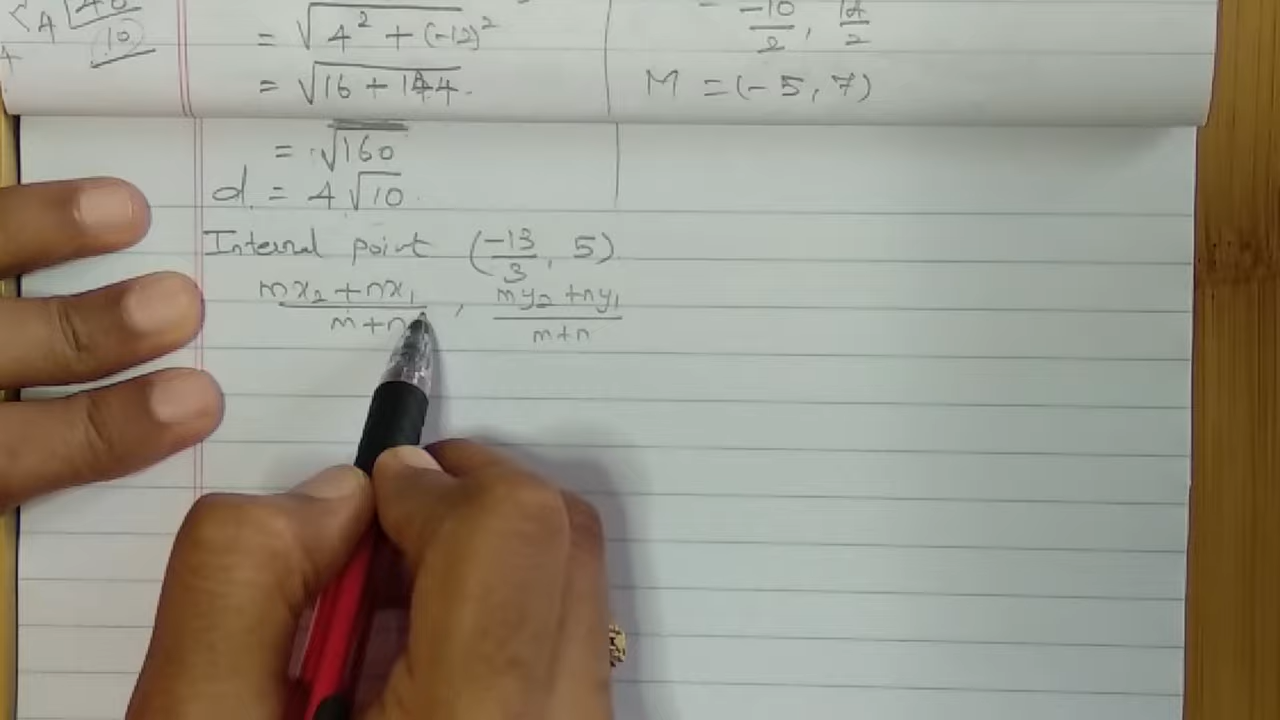 = √4² + (-12)²
= √16 + 144
= √160
d = 4√10
-10/2, 14/2
M = (-5, 7)
Internal point (-13/3, 5)
mx₂ + nx₁ / m+n , my₂ + ny₁ / m+n